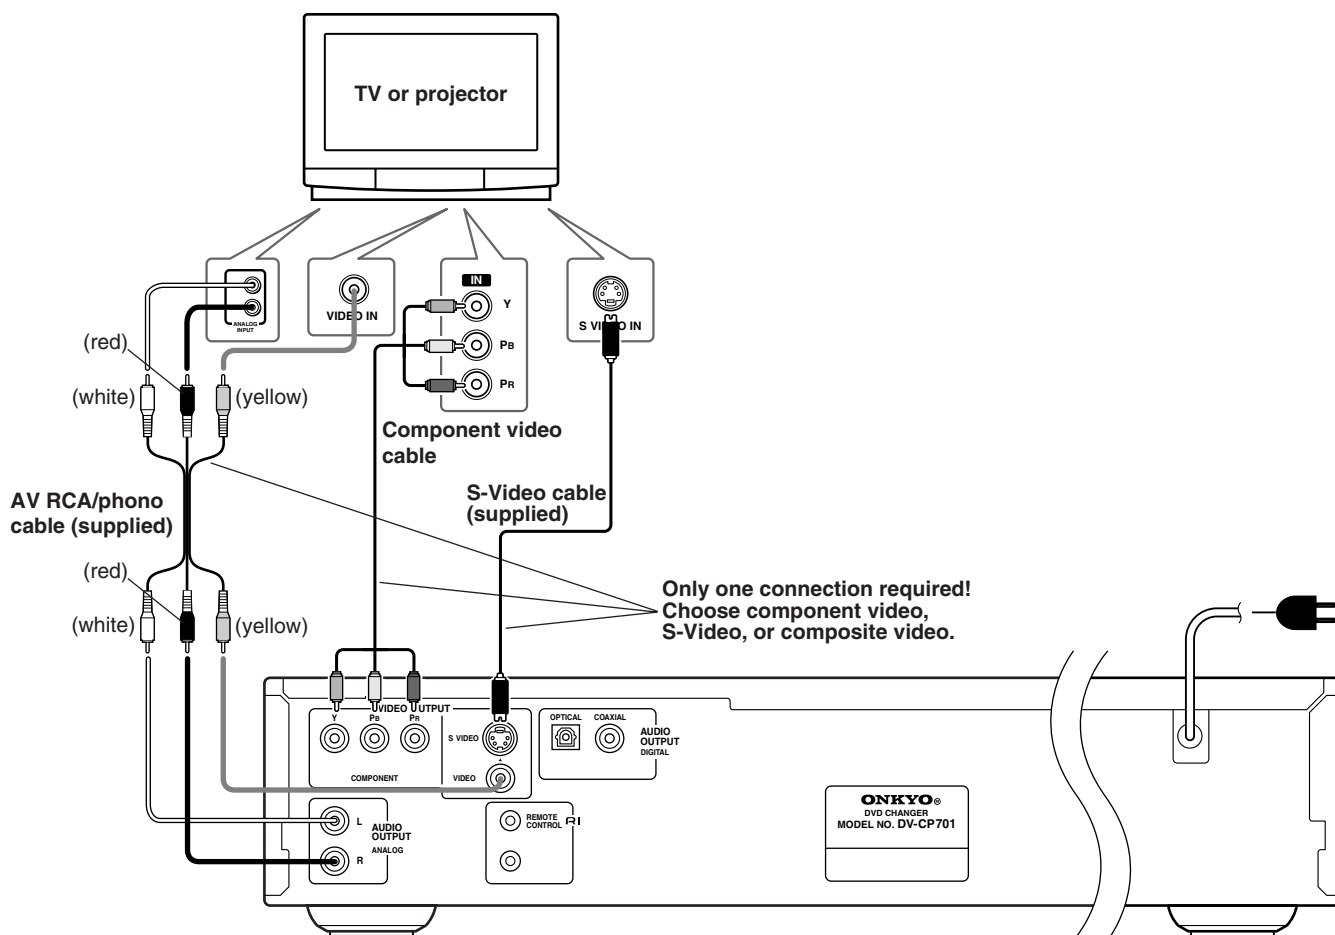 TV or projector
IN
Y
PB
PR
ANALOG
INPUT
VIDEO IN
S VIDEO IN
(red)
(white)
(yellow)
Component video
cable
AV RCA/phono
cable (supplied)
S-Video cable
(supplied)
(red)
(white)
(yellow)
Only one connection required!
Choose component video,
S-Video, or composite video.
VIDEO OUTPUT
Y
PB
PR
COMPONENT
S VIDEO
VIDEO
OPTICAL
COAXIAL
AUDIO
OUTPUT
DIGITAL
L
R
AUDIO
OUTPUT
ANALOG
REMOTE
CONTROL
RI
ONKYO®
DVD CHANGER
MODEL NO. DV-CP701